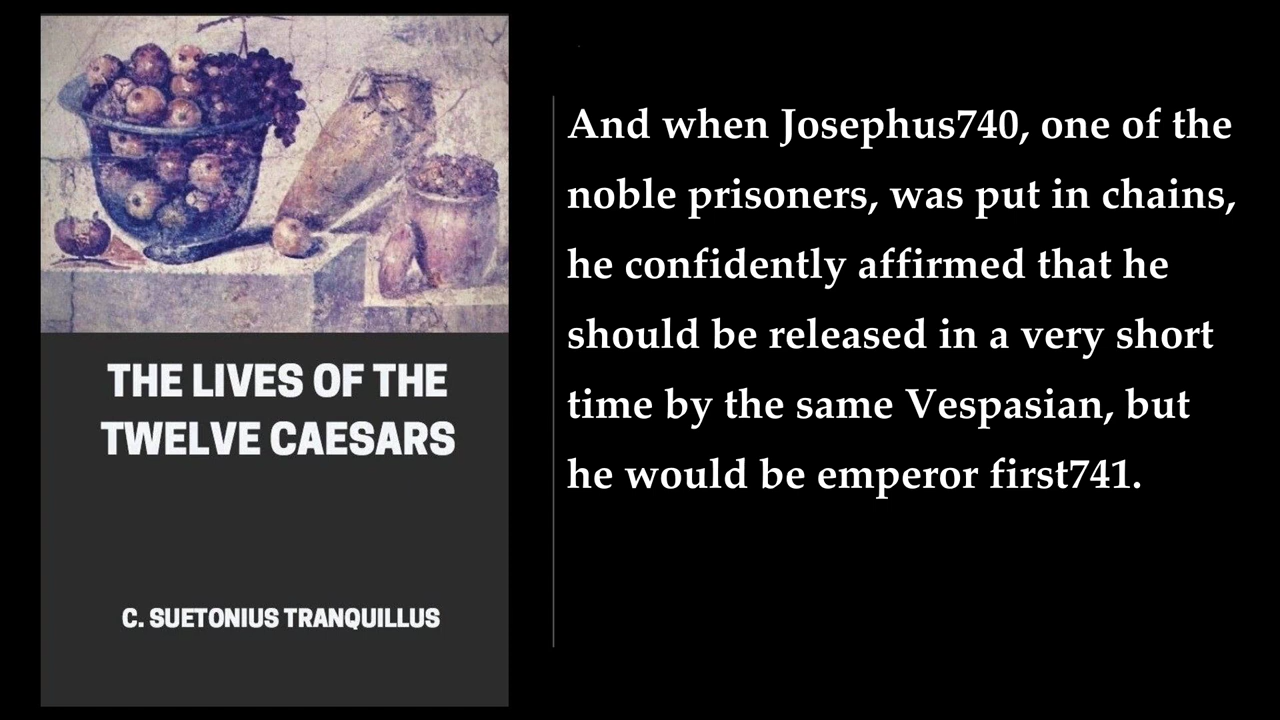 THE LIVES OF THE
TWELVE CAESARS
C. SUETONIUS TRANQUILLUS
And when Josephus740, one of the
noble prisoners, was put in chains,
he confidently affirmed that he
should be released in a very short
time by the same Vespasian, but
he would be emperor first741.